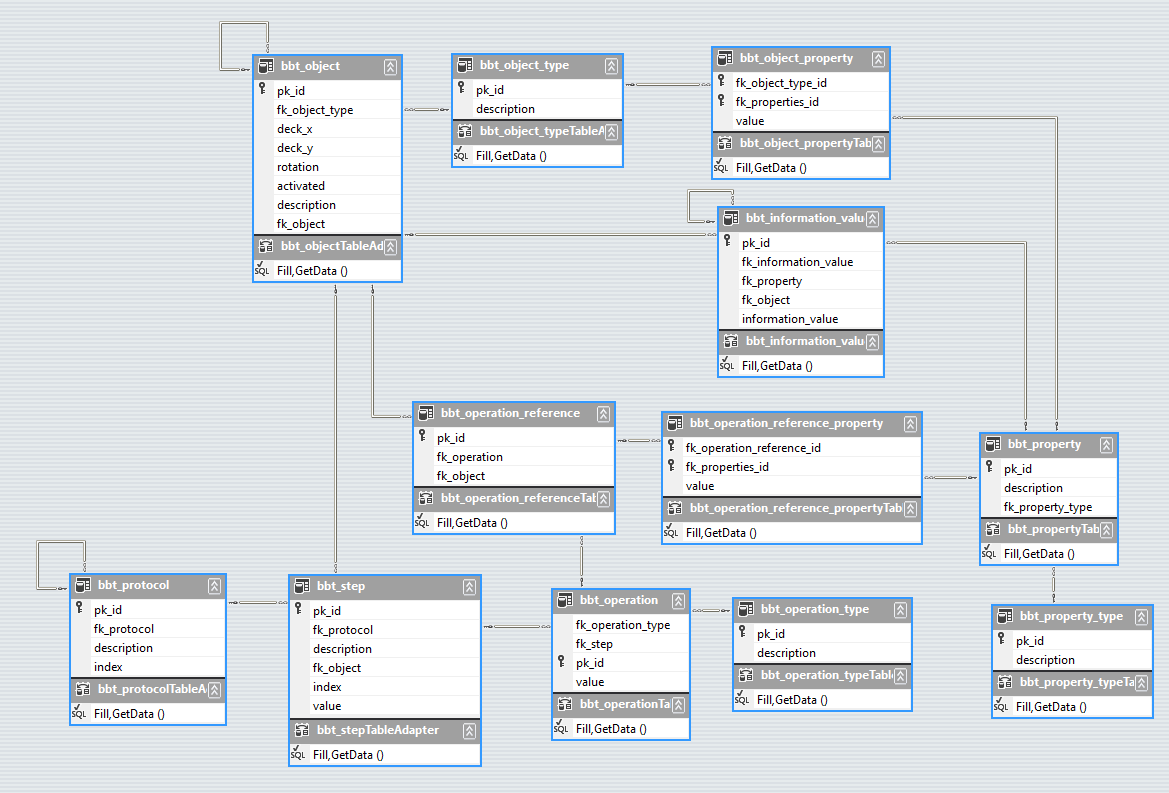 bbt_object
pk_id
fk_object_type
deck_x
deck_y
rotation
activated
description
fk_object
bbt_objectTableAd
SQL Fill,GetData ()
bbt_object_type
pk_id
description
bbt_object_typeTableA
SQL Fill,GetData ()
bbt_object_property
fk_object_type_id
fk_properties_id
value
bbt_object_propertyTab
SQL Fill,GetData ()
bbt_information_valu
pk_id
fk_information_value
fk_property
fk_object
information_value
bbt_information_valu
SQL Fill,GetData ()
bbt_operation_reference
pk_id
fk_operation
fk_object
bbt_operation_referenceTab
SQL Fill,GetData ()
bbt_operation_reference_property
fk_operation_reference_id
fk_properties_id
value
bbt_operation_reference_propertyTab
SQL Fill,GetData ()
bbt_property
pk_id
description
fk_property_type
bbt_propertyTab
SQL Fill,GetData ()
bbt_protocol
pk_id
fk_protocol
description
index
bbt_protocolTableA
SQL Fill,GetData ()
bbt_step
pk_id
fk_protocol
description
fk_object
index
value
bbt_stepTableAdapter
SQL Fill,GetData ()
bbt_operation
fk_operation_type
fk_step
pk_id
value
bbt_operationTa
SQL Fill,GetData ()
bbt_operation_type
pk_id
description
bbt_operation_typeTabl
SQL Fill,GetData ()
bbt_property_type
pk_id
description
bbt_property_typeTa
SQL Fill,GetData ()